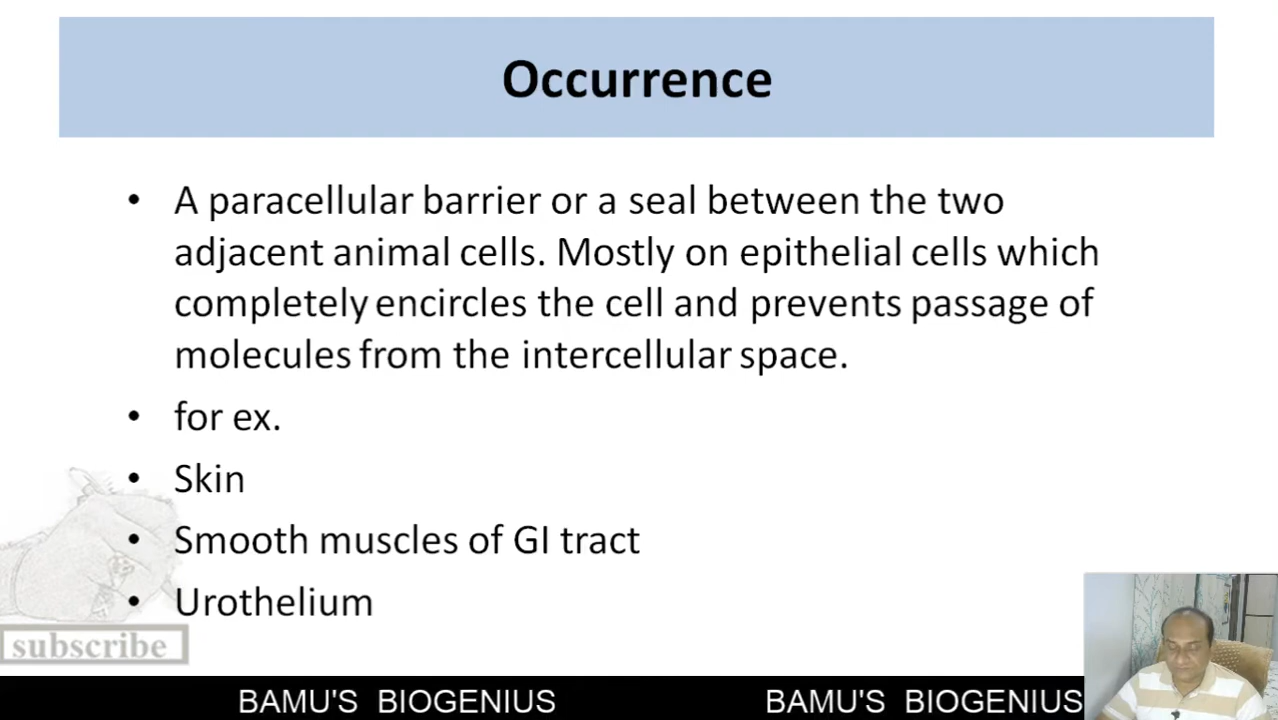 Occurrence
• A paracellular barrier or a seal between the two
adjacent animal cells. Mostly on epithelial cells which
completely encircles the cell and prevents passage of
molecules from the intercellular space.
• for ex.
• Skin
• Smooth muscles of GI tract
• Urothelium
subscribe
BAMU'S BIOGENIUS BAMU'S BIOGENIUS